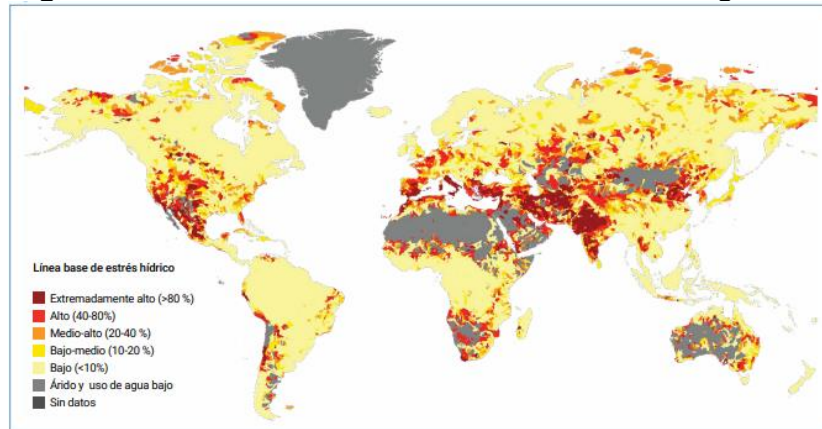 Línea base de estrés hídrico
Extremadamente alto (>80 %)
Alto (40-80%)
Medio-alto (20-40 %)
Bajo-medio (10-20 %)
Bajo (<10%)
Árido y uso de agua bajo
Sin datos